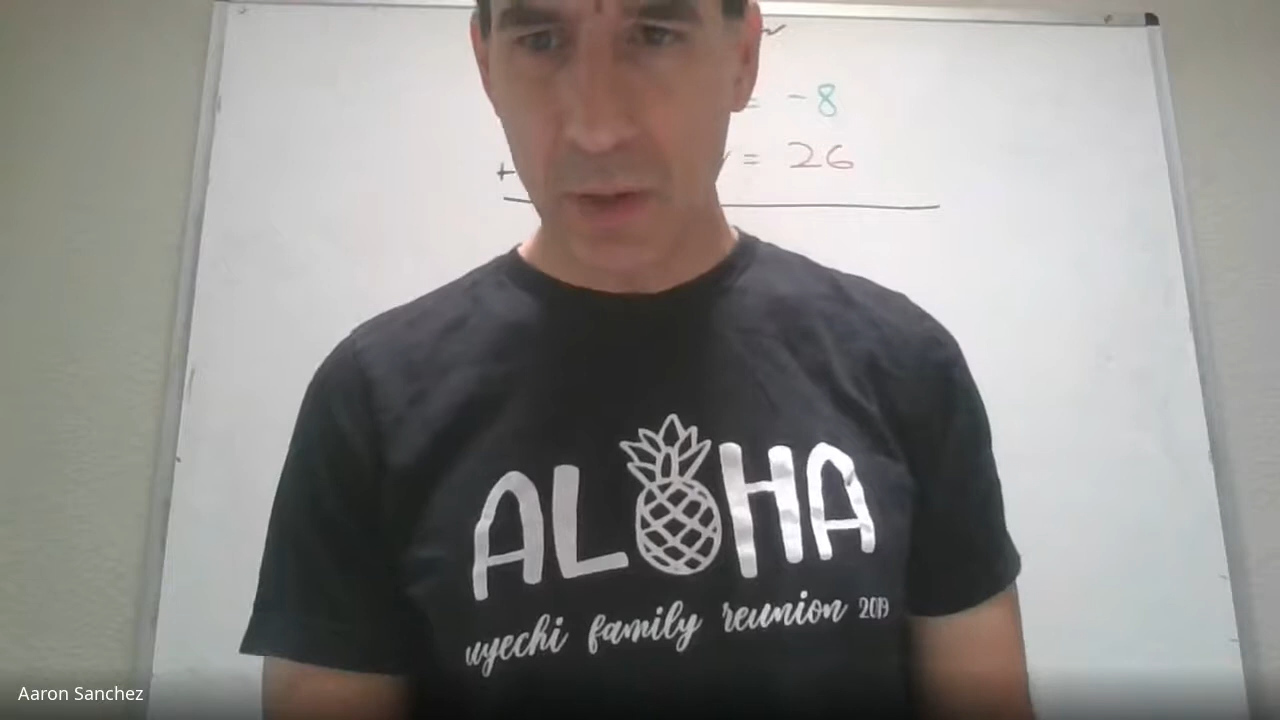 = -8
+ y = 26
ALOHA
uyechi family reunion 2019
Aaron Sanchez